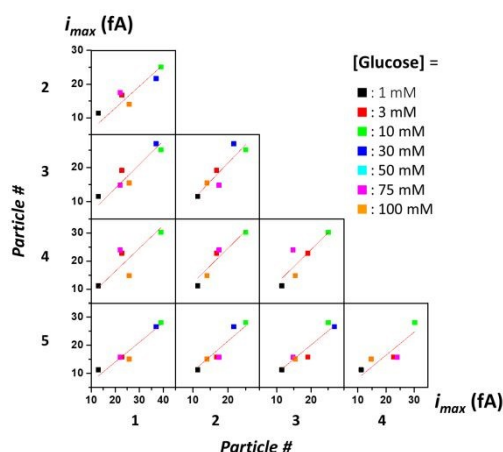 i_max (fA)
[Glucose] =
: 1 mM
: 3 mM
: 10 mM
: 30 mM
: 50 mM
: 75 mM
: 100 mM
30
2 20
10
3 20
10
Particle #
30
4 20
10
30
5 20
10
10 20 30 40 10 20 10 20 10 20 30
i_max (fA)
1 2 3 4
Particle #